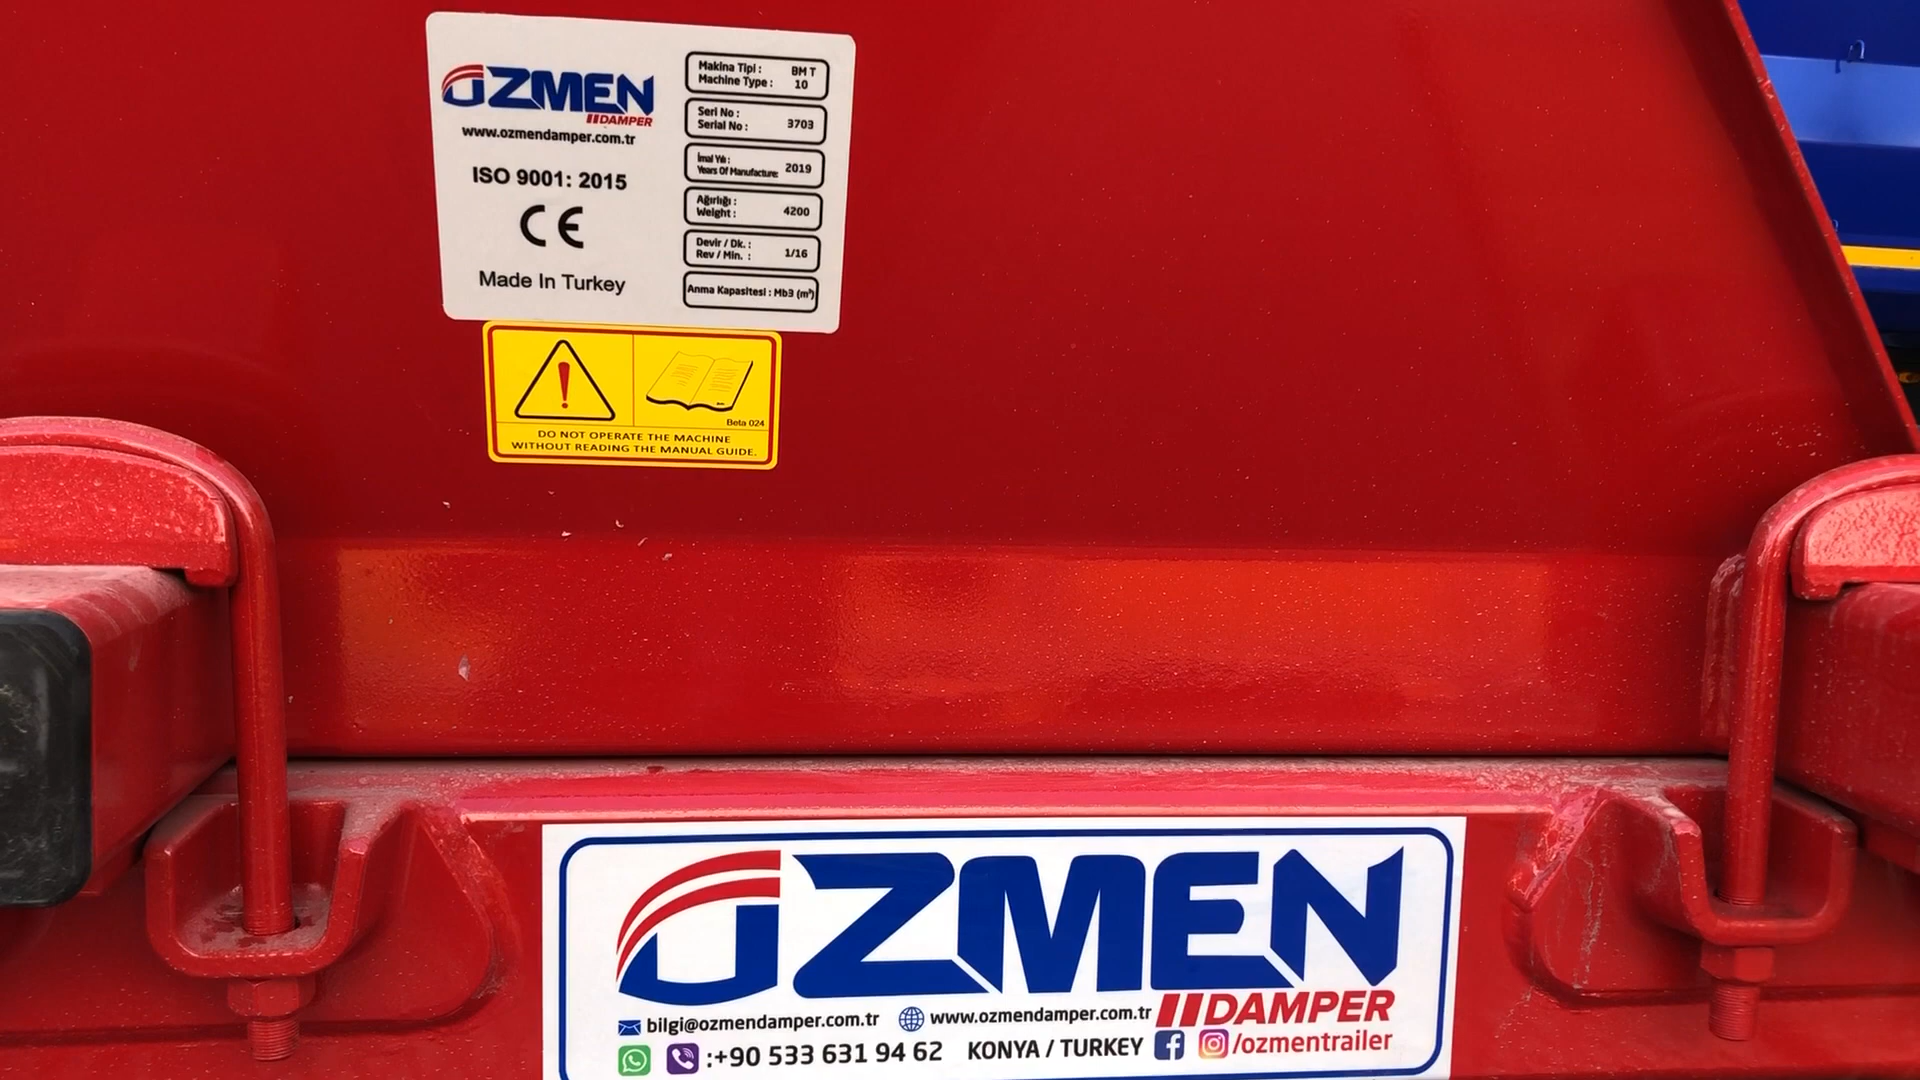 OZMEN
DAMPER
www.ozmendamper.com.tr
ISO 9001: 2015
CE
Made In Turkey
Makina Tipi : BM T
Machine Type : 10
Seri No :
Serial No : 3703
İmal Yılı :
Years Of Manufacture: 2019
Ağırlığı :
Weight : 4200
Devir / Dk. :
Rev / Min. : 1/16
Anma Kapasitesi : Mb3 (m³)
Beta 024
DO NOT OPERATE THE MACHINE
WITHOUT READING THE MANUAL GUIDE.
OZMEN
DAMPER
bilgi@ozmendamper.com.tr www.ozmendamper.com.tr
:+90 533 631 94 62 KONYA / TURKEY /ozmentrailer